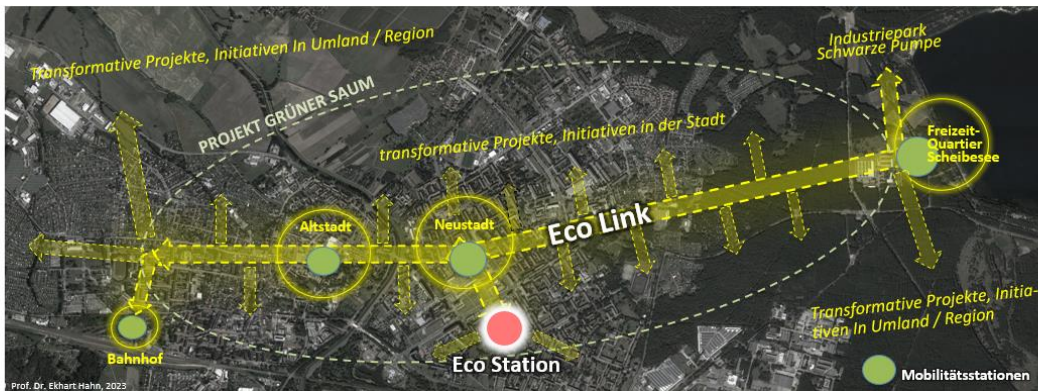 Transformative Projekte, Initiativen In Umland / Region
Industriepark
Schwarze Pumpe
PROJEKT GRÜNER SAUM
transformative Projekte, Initiativen in der Stadt
Freizeit-
Quartier
Scheibesee
Altstadt
Neustadt
Eco Link
Transformative Projekte, Initia-
tiven In Umland / Region
Bahnhof
Eco Station
Mobilitätsstationen
Prof. Dr. Ekhart Hahn, 2023